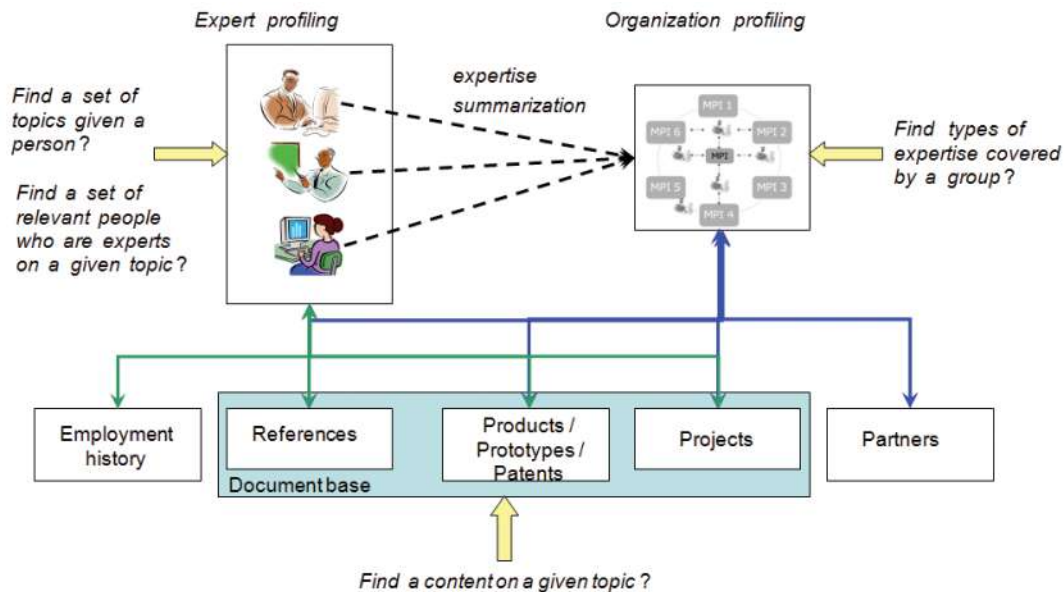 Expert profiling
Organization profiling
expertise
summarization
Find a set of
topics given a
person?
Find a set of
relevant people
who are experts
on a given topic?
MPI 1
MPI 6
MPI 2
MPI
MPI 5
MPI 3
MPI 4
Find types of
expertise covered
by a group?
Employment
history
References
Products /
Prototypes /
Patents
Projects
Partners
Document base
Find a content on a given topic?